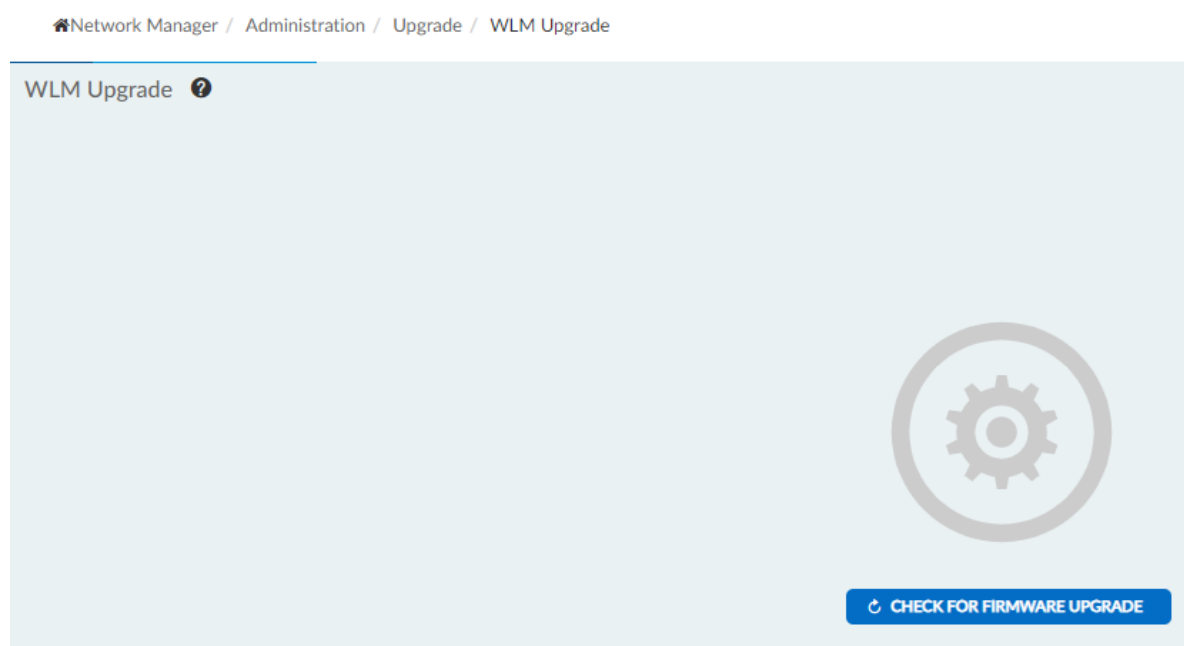 Network Manager / Administration / Upgrade / WLM Upgrade
WLM Upgrade ?
CHECK FOR FIRMWARE UPGRADE